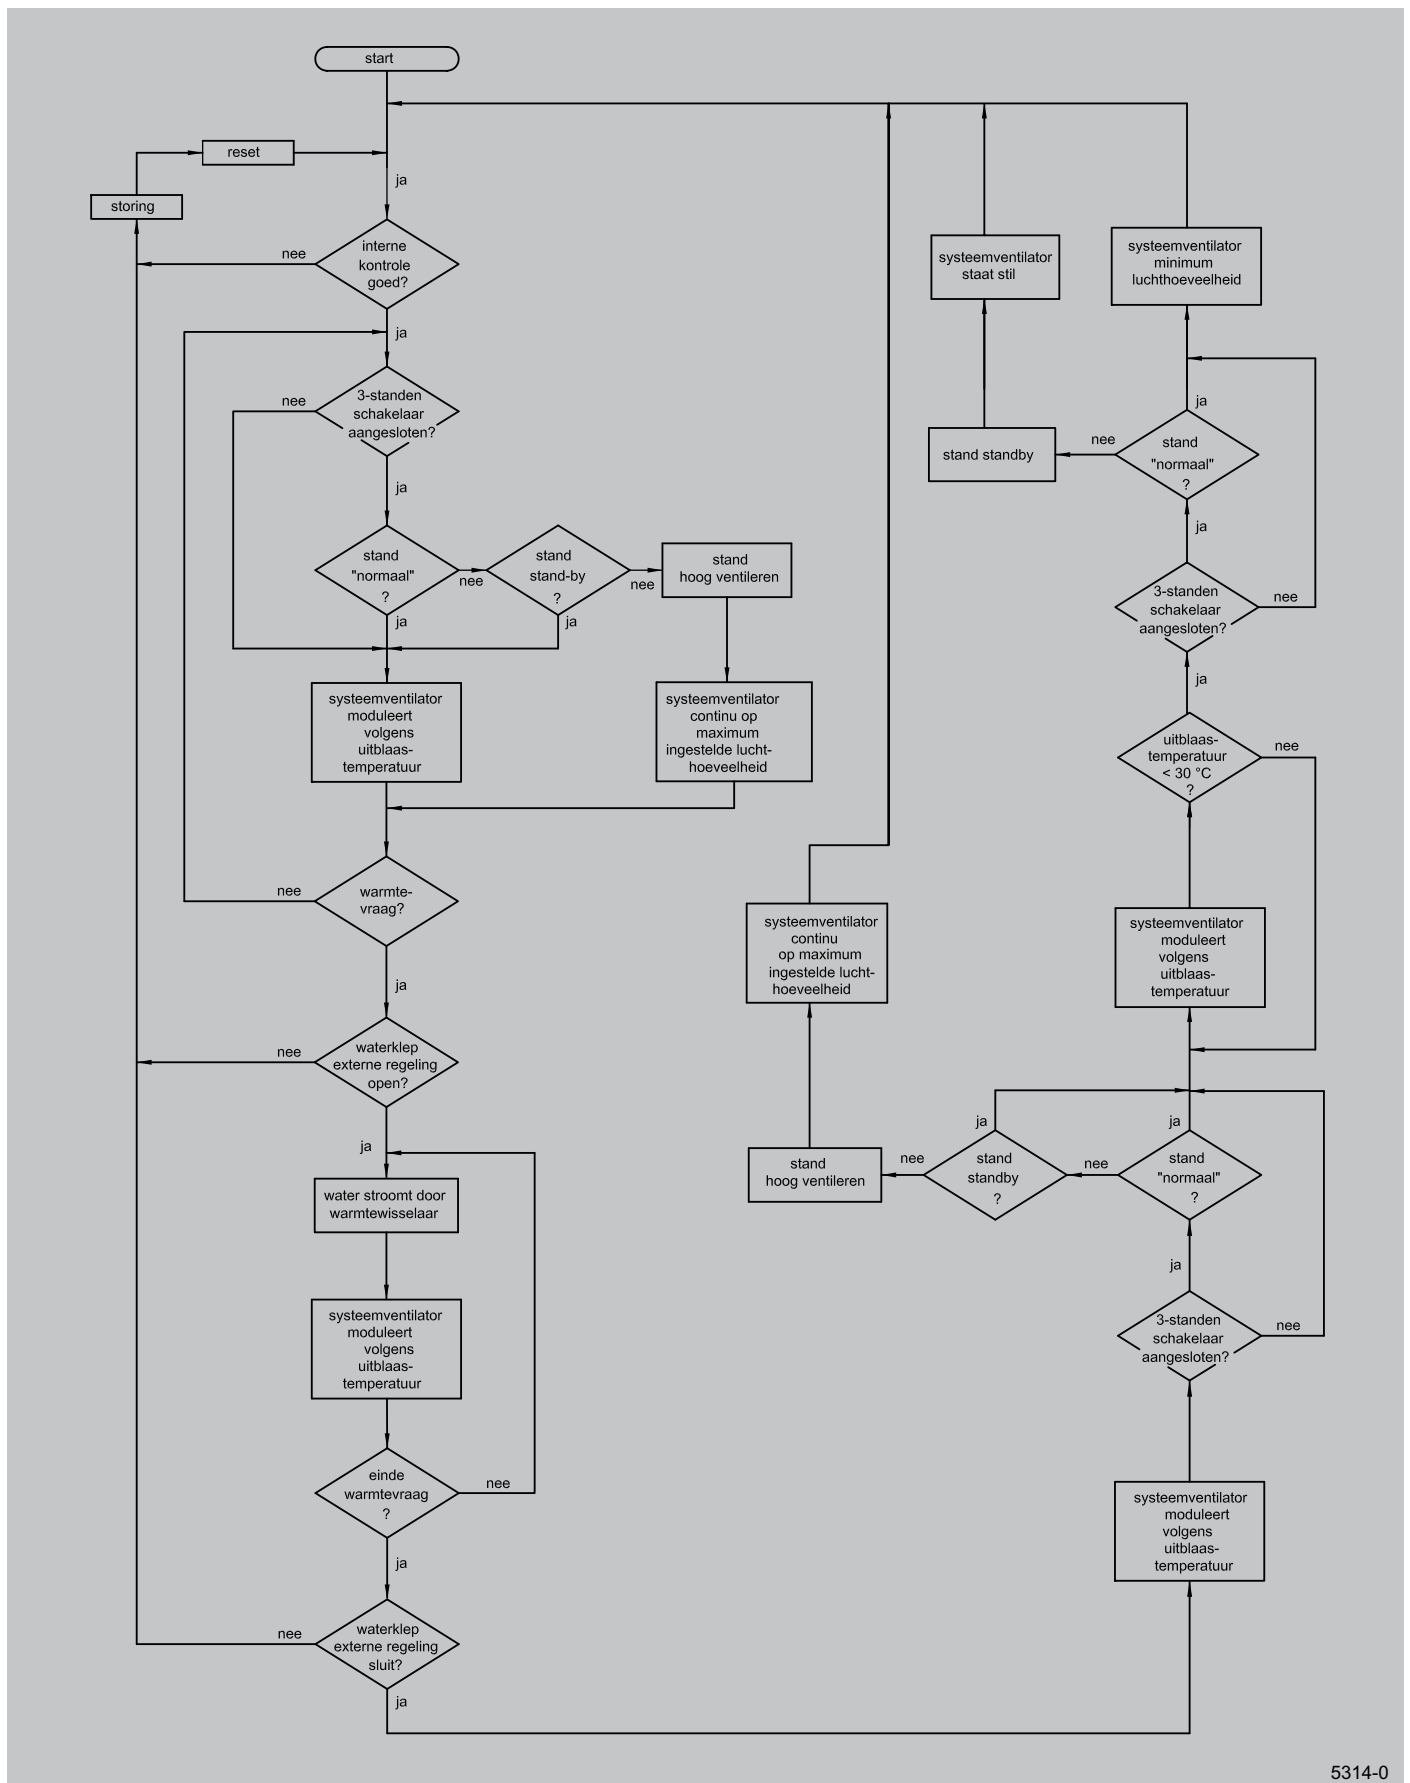 start
reset
ja
storing
nee
interne
kontrole
goed?
ja
nee
3-standen
schakelaar
aangesloten?
ja
stand
"normaal"
?
nee
stand
stand-by
?
nee
stand
hoog ventileren
ja
ja
systeemventilator
moduleert
volgens
uitblaas-
temperatuur
systeemventilator
continu op
maximum
ingestelde lucht-
hoeveelheid
nee
warmte-
vraag?
ja
nee
waterklep
externe regeling
open?
ja
water stroomt door
warmtewisselaar
systeemventilator
moduleert
volgens
uitblaas-
temperatuur
einde
warmtevraag
?
nee
ja
nee
waterklep
externe regeling
sluit?
ja
systeemventilator
staat stil
systeemventilator
minimum
luchthoeveelheid
ja
stand standby
nee
stand
"normaal"
?
ja
3-standen
schakelaar
aangesloten?
nee
ja
uitblaas-
temperatuur
< 30 °C
?
nee
systeemventilator
continu
op maximum
ingestelde lucht-
hoeveelheid
systeemventilator
moduleert
volgens
uitblaas-
temperatuur
ja
ja
stand
hoog ventileren
nee
stand
standby
?
nee
stand
"normaal"
?
ja
3-standen
schakelaar
aangesloten?
nee
systeemventilator
moduleert
volgens
uitblaas-
temperatuur
5314-0